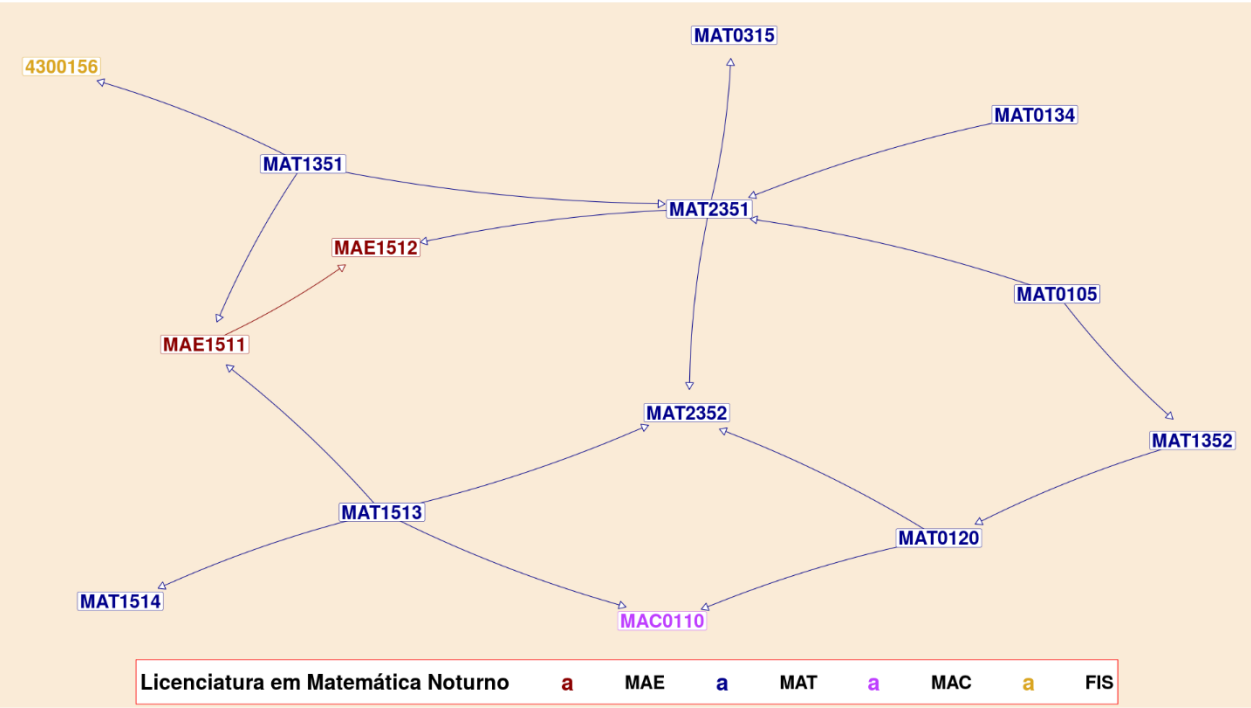 MAT0315
4300156
MAT0134
MAT1351
MAT2351
MAE1512
MAT0105
MAE1511
MAT2352
MAT1352
MAT1513
MAT0120
MAT1514
MAC0110
Licenciatura em Matemática Noturno a MAE a MAT a MAC a FIS